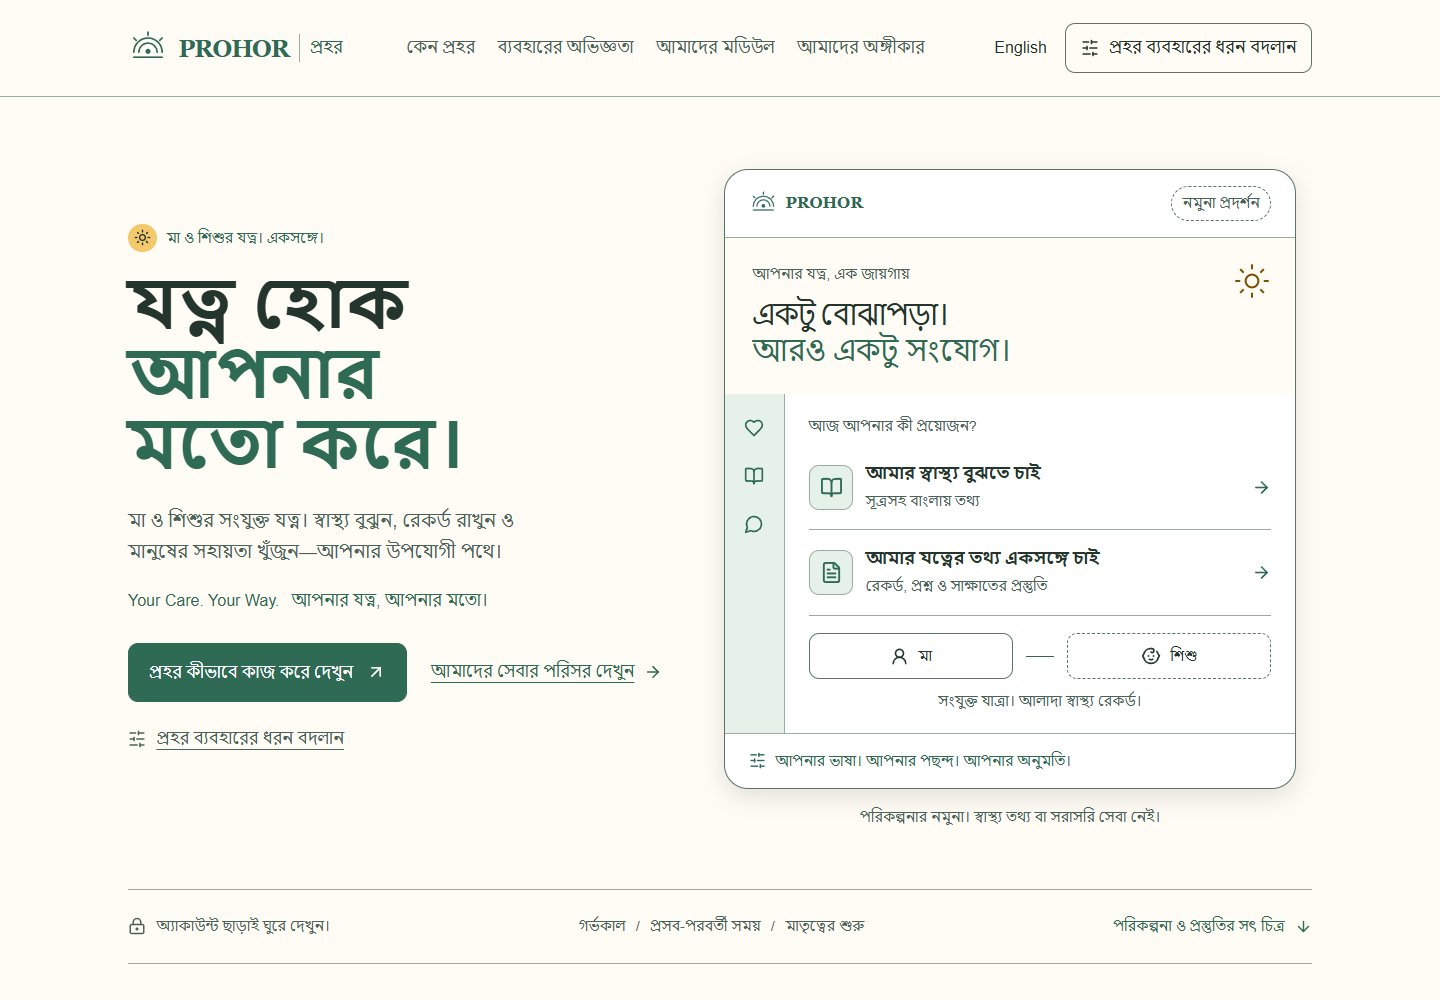 PROHOR প্রহর
কেন প্রহর
ব্যবহারের অভিজ্ঞতা
আমাদের মডিউল
আমাদের অঙ্গীকার
English
প্রহর ব্যবহারের ধরন বদলান
মা ও শিশুর যত্ন। একসঙ্গে।
যত্ন হোক
আপনার
মতো করে।
মা ও শিশুর সংযুক্ত যত্ন। স্বাস্থ্য বুঝুন, রেকর্ড রাখুন ও
মানুষের সহায়তা খুঁজুন—আপনার উপযোগী পথে।
Your Care. Your Way. আপনার যত্ন, আপনার মতো।
প্রহর কীভাবে কাজ করে দেখুন
আমাদের সেবার পরিসর দেখুন
প্রহর ব্যবহারের ধরন বদলান
PROHOR
নমুনা প্রদর্শন
আপনার যত্ন, এক জায়গায়
একটু বোঝাপড়া।
আরও একটু সংযোগ।
আজ আপনার কী প্রয়োজন?
আমার স্বাস্থ্য বুঝতে চাই
সূত্রসহ বাংলায় তথ্য
আমার যত্নের তথ্য একসঙ্গে চাই
রেকর্ড, প্রশ্ন ও সাক্ষাতের প্রস্তুতি
মা
শিশু
সংযুক্ত যাত্রা। আলাদা স্বাস্থ্য রেকর্ড।
আপনার ভাষা। আপনার পছন্দ। আপনার অনুমতি।
পরিকল্পনার নমুনা। স্বাস্থ্য তথ্য বা সরাসরি সেবা নেই।
অ্যাকাউন্ট ছাড়াই ঘুরে দেখুন।
গর্ভকাল / প্রসব-পরবর্তী সময় / মাতৃত্বের শুরু
পরিকল্পনা ও প্রস্তুতির সৎ চিত্র